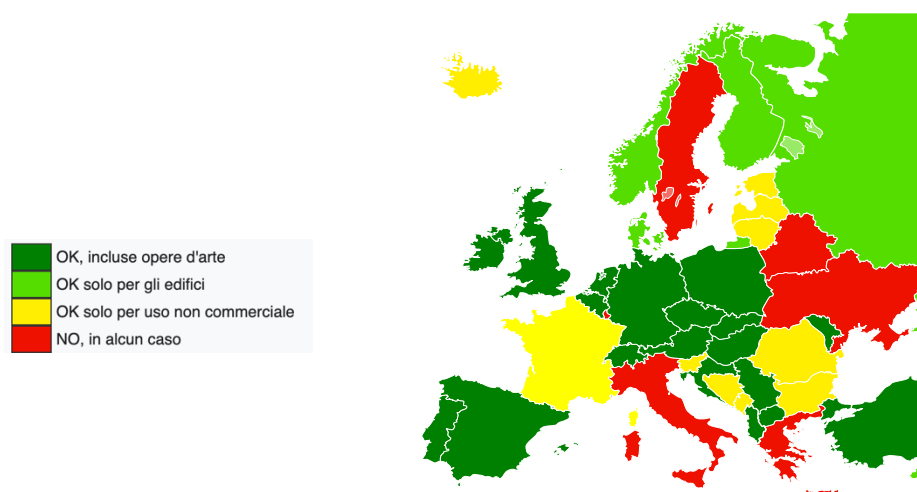 OK, incluse opere d'arte
OK solo per gli edifici
OK solo per uso non commerciale
NO, in alcun caso